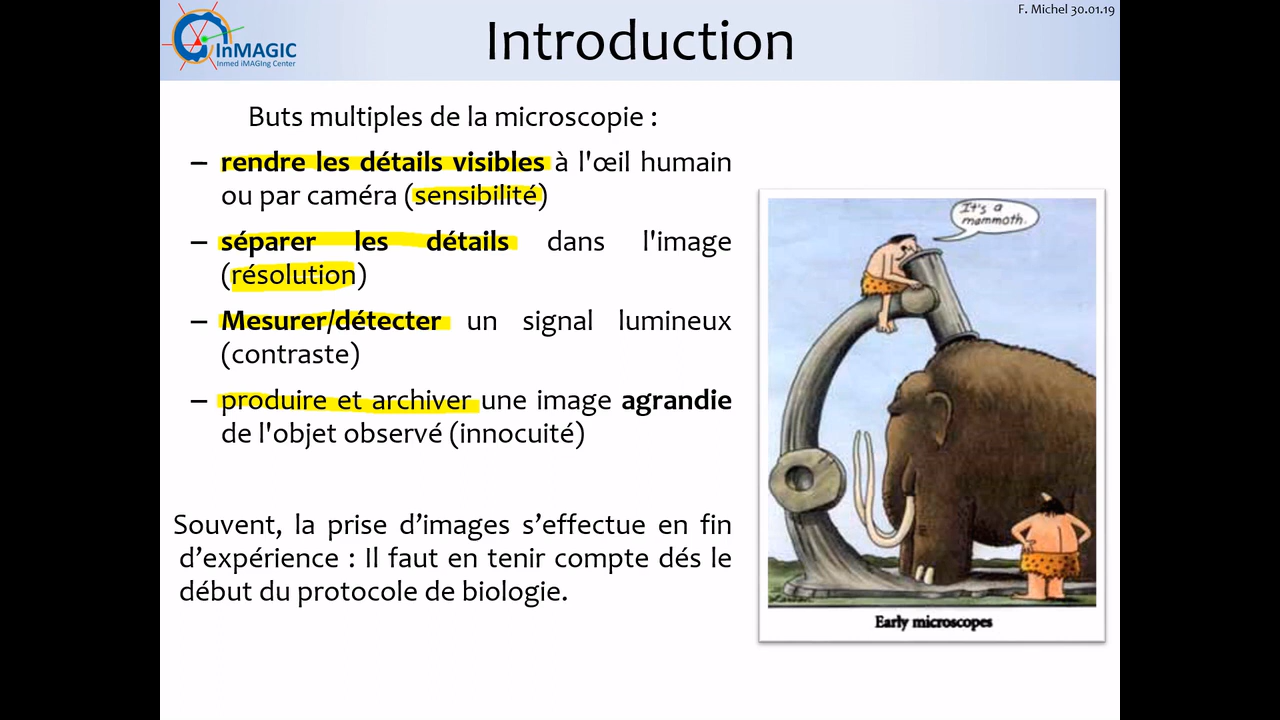 F. Michel 30.01.19
InMAGIC
Inmed iMAGIng Center
Introduction
Buts multiples de la microscopie :
– rendre les détails visibles à l'œil humain
ou par caméra (sensibilité)
– séparer les détails dans l'image
(résolution)
– Mesurer/détecter un signal lumineux
(contraste)
– produire et archiver une image agrandie
de l'objet observé (innocuité)
Souvent, la prise d’images s’effectue en fin
d’expérience : Il faut en tenir compte dés le
début du protocole de biologie.
It's a
mammoth.
Larson
Early microscopes